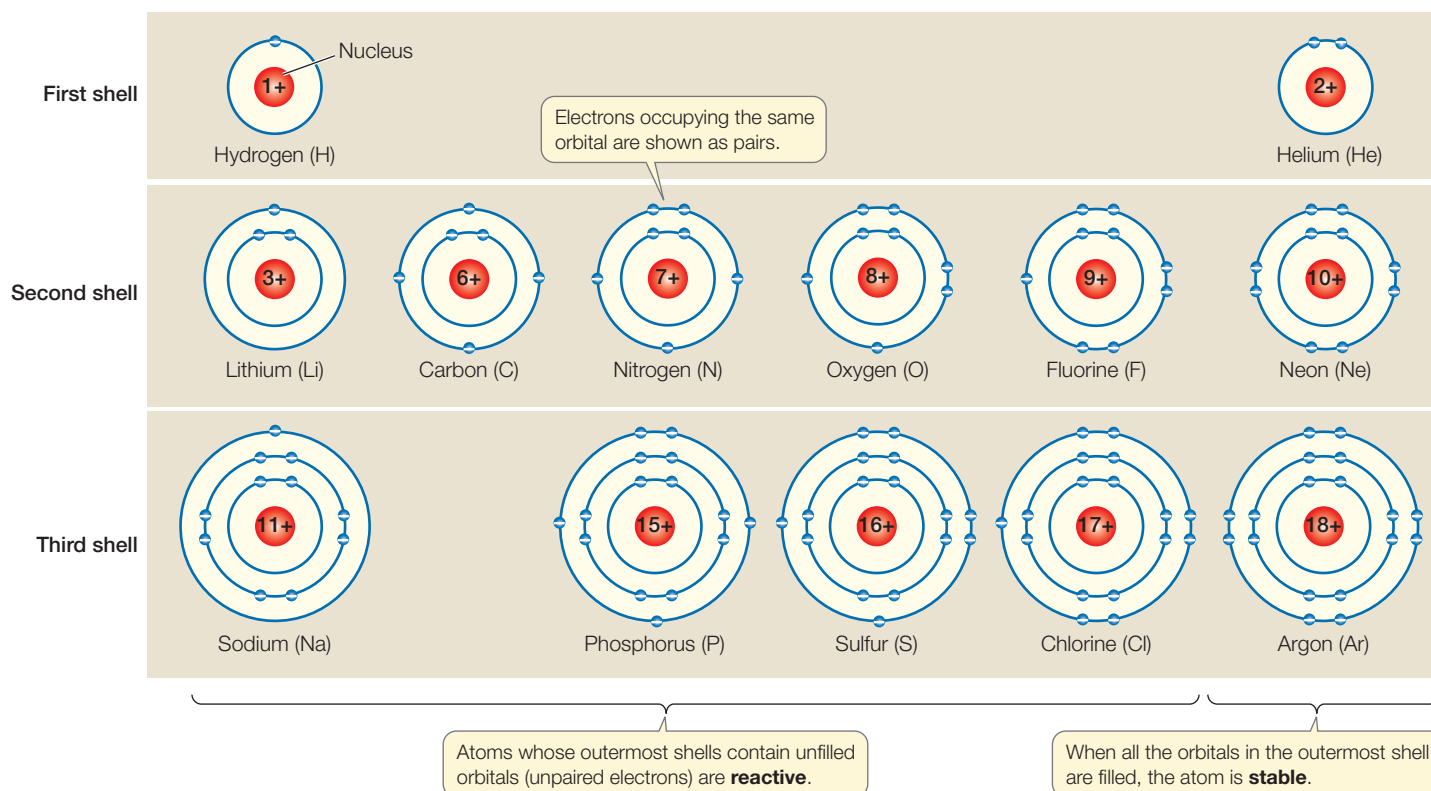 Nucleus
First shell
1+
2+
Electrons occupying the same
orbital are shown as pairs.
Hydrogen (H)
Helium (He)
Second shell
3+
6+
7+
8+
9+
10+
Lithium (Li)
Carbon (C)
Nitrogen (N)
Oxygen (O)
Fluorine (F)
Neon (Ne)
Third shell
11+
15+
16+
17+
18+
Sodium (Na)
Phosphorus (P)
Sulfur (S)
Chlorine (Cl)
Argon (Ar)
Atoms whose outermost shells contain unfilled
orbitals (unpaired electrons) are reactive.
When all the orbitals in the outermost shell
are filled, the atom is stable.